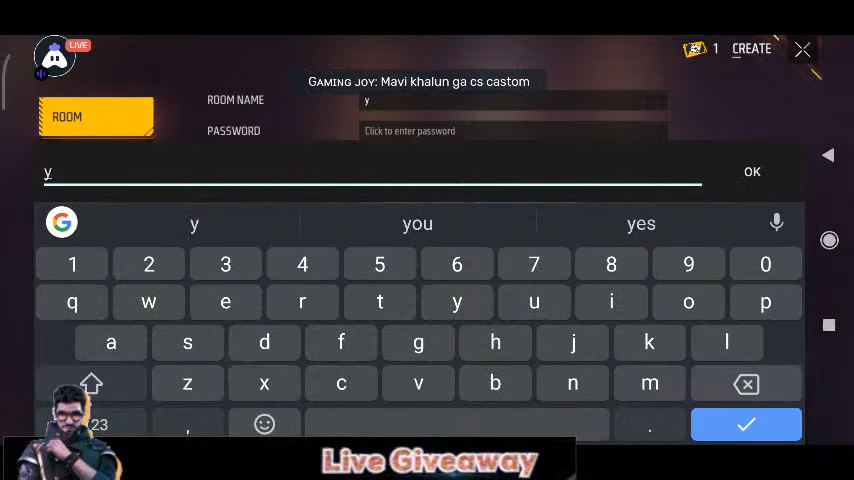 LIVE
1 CREATE
Gaming Joy: Mavi khalun ga cs castom
ROOM NAME y
ROOM
PASSWORD Click to enter password
y OK
G y you yes
1 2 3 4 5 6 7 8 9 0
q w e r t y u i o p
a s d f g h j k l
z x c v b n m
23 , .
Live Giveaway